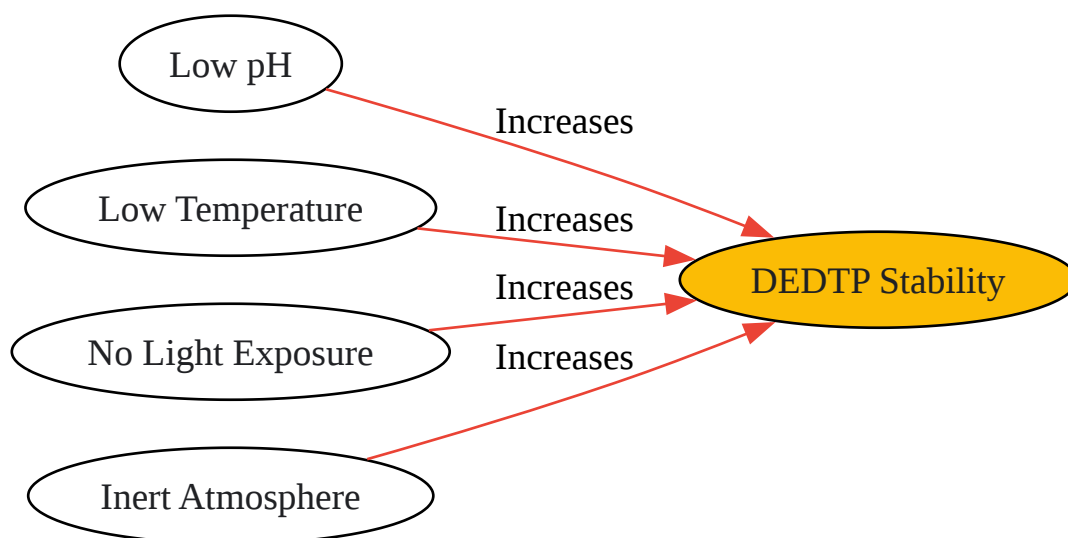 Low pH
Increases
Low Temperature
Increases
DEDTP Stability
Increases
No Light Exposure
Increases
Inert Atmosphere